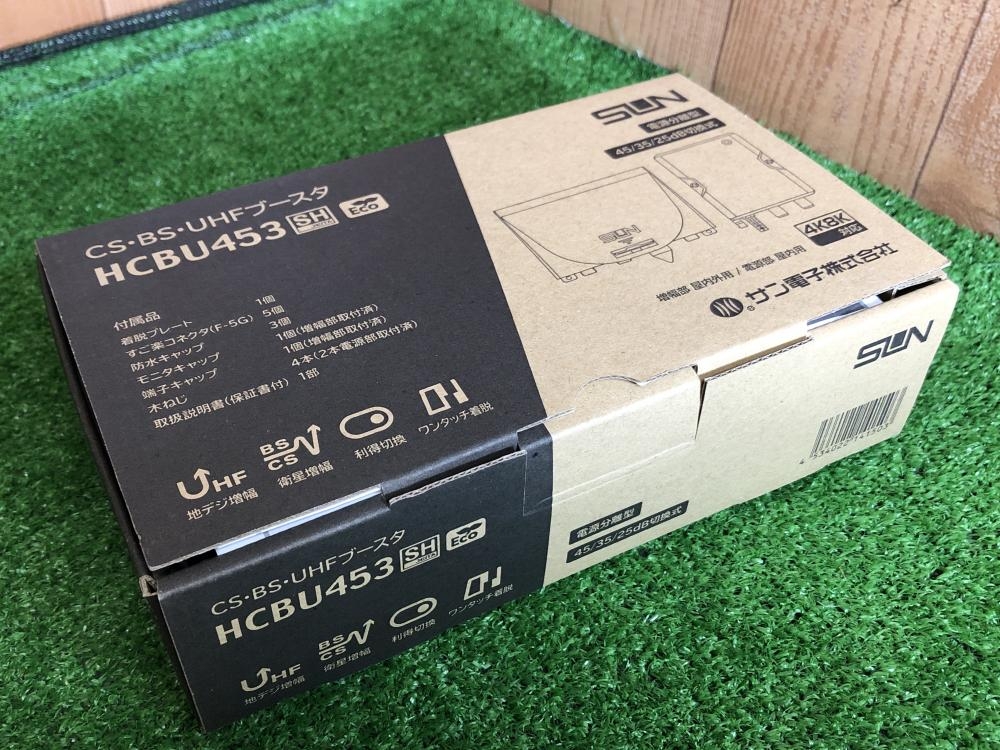 CS・BS・UHFブースタ
HCBU453 SH ECO
付属品
着脱プレート 1個
すご楽コネクタ(F-5G) 5個
防水キャップ 3個
モニタキャップ 1個(増幅部取付済)
端子キャップ 1個(増幅部取付済)
木ねじ 4本(2本電源部取付済)
取扱説明書(保証書付) 1部
UHF
地デジ増幅
BS
CS
衛星増幅
利得切換
ワンタッチ着脱
SUN
電源分離型
45/35/25dB切換式
SUN
4K8K
対応
増幅部 屋内外用 / 電源部 屋内用
サン電子株式会社
CS・BS・UHFブースタ
HCBU453 SH ECO
UHF
地デジ増幅
BS
CS
衛星増幅
利得切換
ワンタッチ着脱
電源分離型
45/35/25dB切換式
SUN